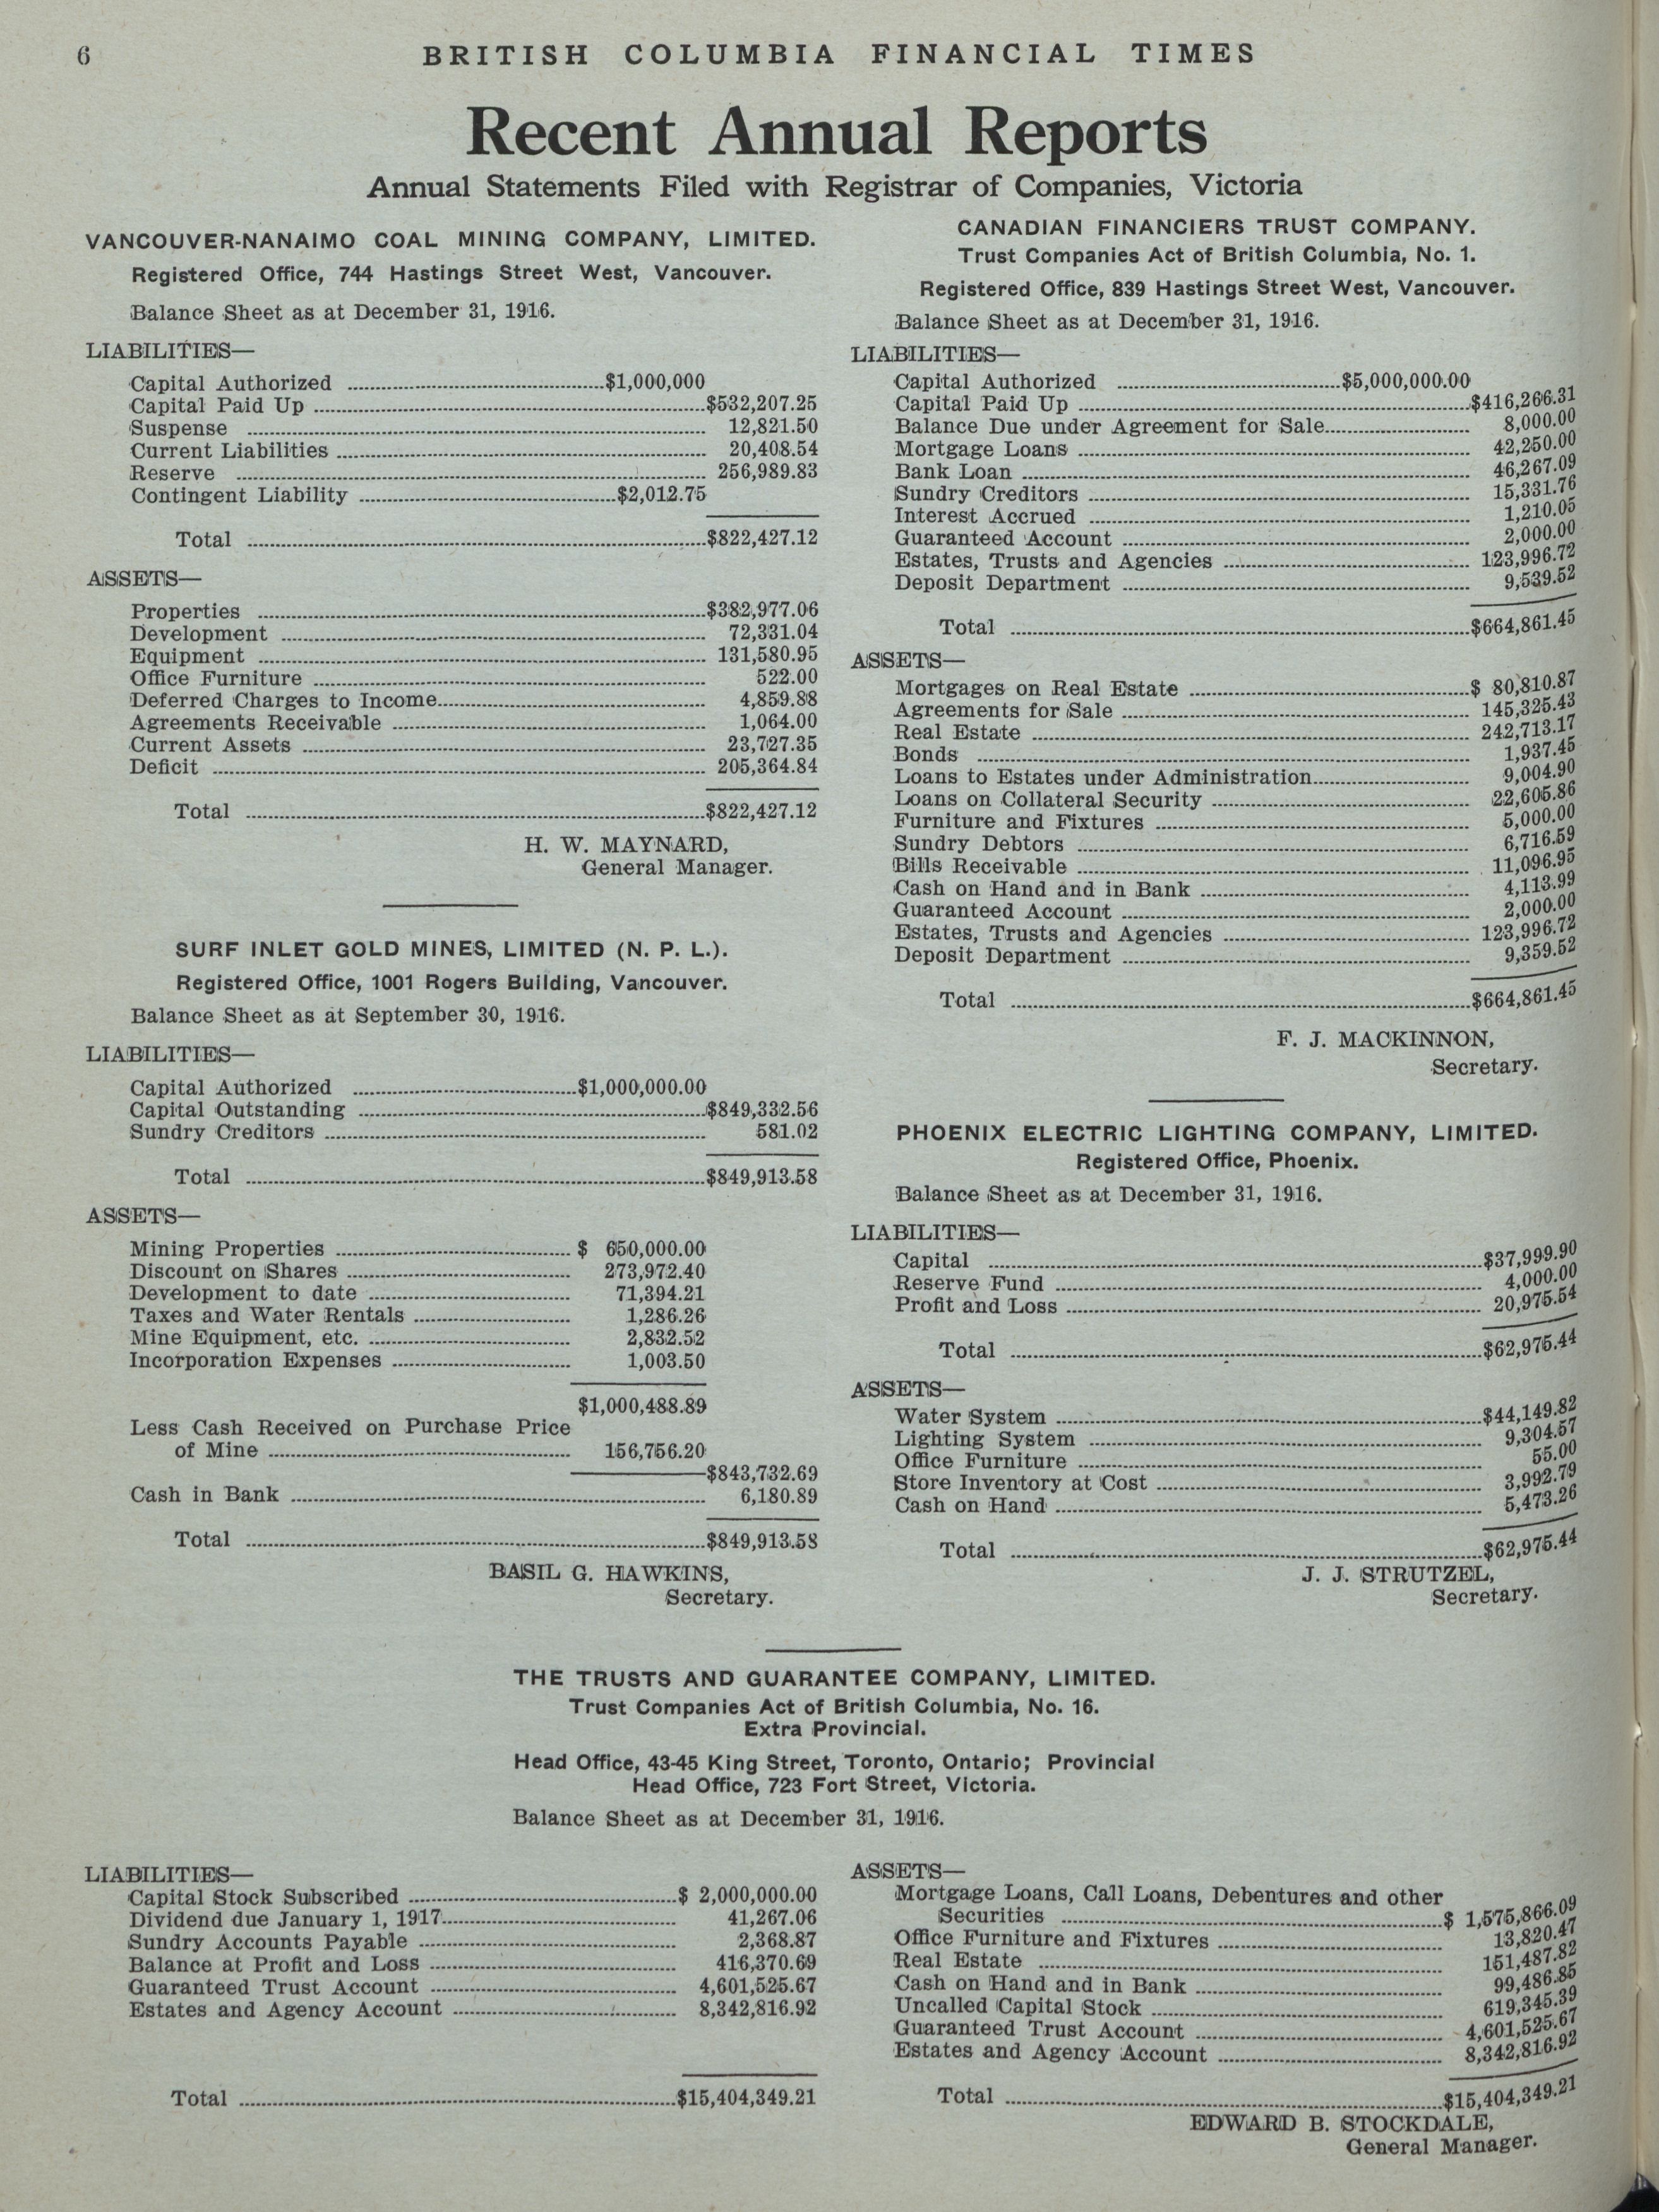 6
BRITISH COLUMBIA FINANCIAL TIMES
Recent Annual Reports
Annual Statements Filed with Registrar of Companies, Victoria
VANCOUVER-NANAIMO COAL MINING COMPANY, LIMITED.
Registered Office, 744 Hastings Street West, Vancouver.
Balance Sheet as at December 31, 1916.
LIABILITIES—
Capital Authorized ........ $1,000,000
Capital Paid Up ........ $532,207.25
Suspense ........ 12,821.50
Current Liabilities ........ 20,408.54
Reserve ........ 256,989.83
Contingent Liability ........ $2,012.75
Total ........ $822,427.12
ASSETS—
Properties ........ $382,977.06
Development ........ 72,331.04
Equipment ........ 131,580.95
Office Furniture ........ 522.00
Deferred Charges to Income ........ 4,859.88
Agreements Receivable ........ 1,064.00
Current Assets ........ 23,727.35
Deficit ........ 205,364.84
Total ........ $822,427.12
H. W. MAYNARD,
General Manager.
SURF INLET GOLD MINES, LIMITED (N. P. L.).
Registered Office, 1001 Rogers Building, Vancouver.
Balance Sheet as at September 30, 1916.
LIABILITIES—
Capital Authorized ........ $1,000,000.00
Capital Outstanding ........ $849,332.56
Sundry Creditors ........ 581.02
Total ........ $849,913.58
ASSETS—
Mining Properties ........ $ 650,000.00
Discount on Shares ........ 273,972.40
Development to date ........ 71,394.21
Taxes and Water Rentals ........ 1,286.26
Mine Equipment, etc. ........ 2,832.52
Incorporation Expenses ........ 1,003.50
$1,000,488.89
Less Cash Received on Purchase Price
of Mine ........ 156,756.20
$843,732.69
Cash in Bank ........ 6,180.89
Total ........ $849,913.58
BASIL G. HAWKINS,
Secretary.
CANADIAN FINANCIERS TRUST COMPANY.
Trust Companies Act of British Columbia, No. 1.
Registered Office, 839 Hastings Street West, Vancouver.
Balance Sheet as at December 31, 1916.
LIABILITIES—
Capital Authorized ........ $5,000,000.00
Capital Paid Up ........ $416,266.31
Balance Due under Agreement for Sale ........ 8,000.00
Mortgage Loans ........ 42,250.00
Bank Loan ........ 46,267.09
Sundry Creditors ........ 15,331.76
Interest Accrued ........ 1,210.05
Guaranteed Account ........ 2,000.00
Estates, Trusts and Agencies ........ 123,996.72
Deposit Department ........ 9,539.52
Total ........ $664,861.45
ASSETS—
Mortgages on Real Estate ........ $ 80,810.87
Agreements for Sale ........ 145,325.43
Real Estate ........ 242,713.17
Bonds ........ 1,937.45
Loans to Estates under Administration ........ 9,004.90
Loans on Collateral Security ........ 22,605.86
Furniture and Fixtures ........ 5,000.00
Sundry Debtors ........ 6,716.59
Bills Receivable ........ 11,096.95
Cash on Hand and in Bank ........ 4,113.99
Guaranteed Account ........ 2,000.00
Estates, Trusts and Agencies ........ 123,996.72
Deposit Department ........ 9,359.52
Total ........ $664,861.45
F. J. MACKINNON,
Secretary.
PHOENIX ELECTRIC LIGHTING COMPANY, LIMITED.
Registered Office, Phoenix.
Balance Sheet as at December 31, 1916.
LIABILITIES—
Capital ........ $37,999.90
Reserve Fund ........ 4,000.00
Profit and Loss ........ 20,975.54
Total ........ $62,975.44
ASSETS—
Water System ........ $44,149.82
Lighting System ........ 9,304.57
Office Furniture ........ 55.00
Store Inventory at Cost ........ 3,992.79
Cash on Hand ........ 5,473.26
Total ........ $62,975.44
J. J. STRUTZEL,
Secretary.
THE TRUSTS AND GUARANTEE COMPANY, LIMITED.
Trust Companies Act of British Columbia, No. 16.
Extra Provincial.
Head Office, 43-45 King Street, Toronto, Ontario; Provincial
Head Office, 723 Fort Street, Victoria.
Balance Sheet as at December 31, 1916.
LIABILITIES—
Capital Stock Subscribed ........ $ 2,000,000.00
Dividend due January 1, 1917 ........ 41,267.06
Sundry Accounts Payable ........ 2,368.87
Balance at Profit and Loss ........ 416,370.69
Guaranteed Trust Account ........ 4,601,525.67
Estates and Agency Account ........ 8,342,816.92
Total ........ $15,404,349.21
ASSETS—
Mortgage Loans, Call Loans, Debentures and other
Securities ........ $ 1,575,866.09
Office Furniture and Fixtures ........ 13,820.47
Real Estate ........ 151,487.82
Cash on Hand and in Bank ........ 99,486.85
Uncalled Capital Stock ........ 619,345.39
Guaranteed Trust Account ........ 4,601,525.67
Estates and Agency Account ........ 8,342,816.92
Total ........ $15,404,349.21
EDWARD B. STOCKDALE,
General Manager.